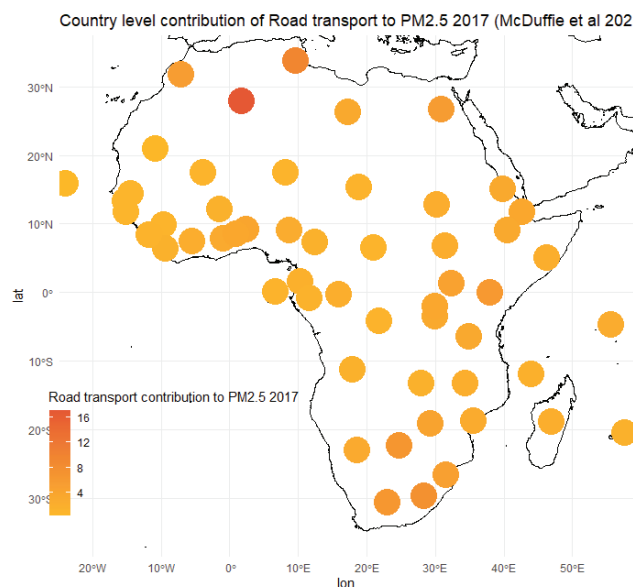 Country level contribution of Road transport to PM2.5 2017 (McDuffie et al 202
30°N
20°N
10°N
0°
10°S
20°S
30°S
lat
Road transport contribution to PM2.5 2017
16
12
8
4
20°W
10°W
0°
10°E
20°E
30°E
40°E
50°E
lon